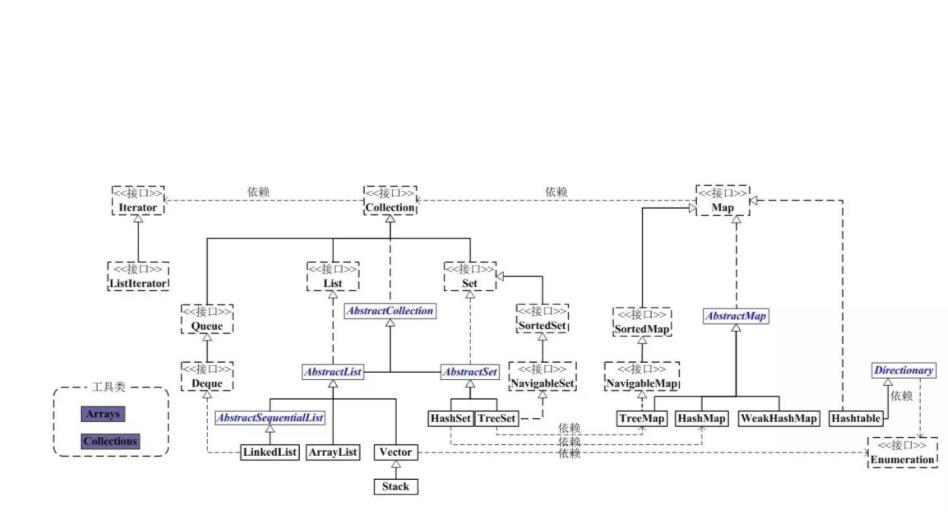 <<接口>>
Iterator
依赖
<<接口>>
Collection
依赖
<<接口>>
Map
<<接口>>
ListIterator
<<接口>>
List
<<接口>>
Set
<<接口>>
Queue
AbstractCollection
<<接口>>
SortedSet
<<接口>>
SortedMap
AbstractMap
<<接口>>
Deque
AbstractList
AbstractSet
<<接口>>
NavigableSet
<<接口>>
NavigableMap
Directionary
工具类
Arrays
Collections
AbstractSequentialList
HashSet
TreeSet
TreeMap
HashMap
WeakHashMap
Hashtable
依赖
依赖
依赖
依赖
LinkedList
ArrayList
Vector
<<接口>>
Enumeration
Stack